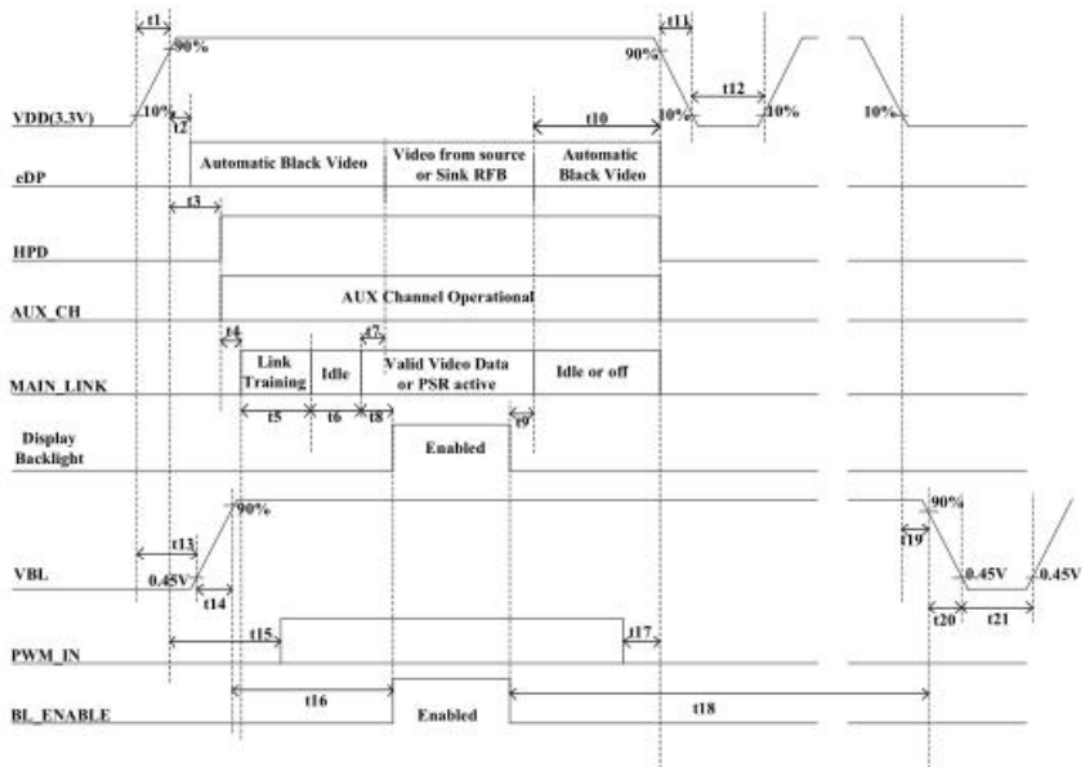 t1
t11
90%
90%
t12
10%
10%
10%
10%
VDD(3.3V)
t2
t10
Automatic Black Video
Video from source
or Sink RFB
Automatic
Black Video
eDP
t3
HPD
AUX Channel Operational
AUX_CH
t4
t7
Link
Training
Idle
Valid Video Data
or PSR active
Idle or off
MAIN_LINK
t5
t6
t8
t9
Display
Backlight
Enabled
90%
90%
t13
t19
VBL
0.45V
0.45V
0.45V
t14
t20
t21
t15
t17
PWM_IN
t16
t18
BL_ENABLE
Enabled